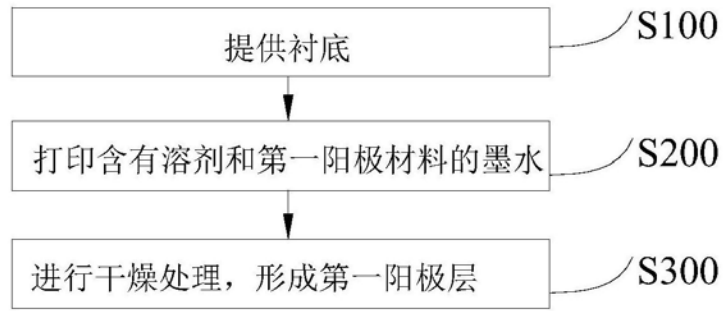 提供衬底
S100
打印含有溶剂和第一阳极材料的墨水
S200
进行干燥处理，形成第一阳极层
S300